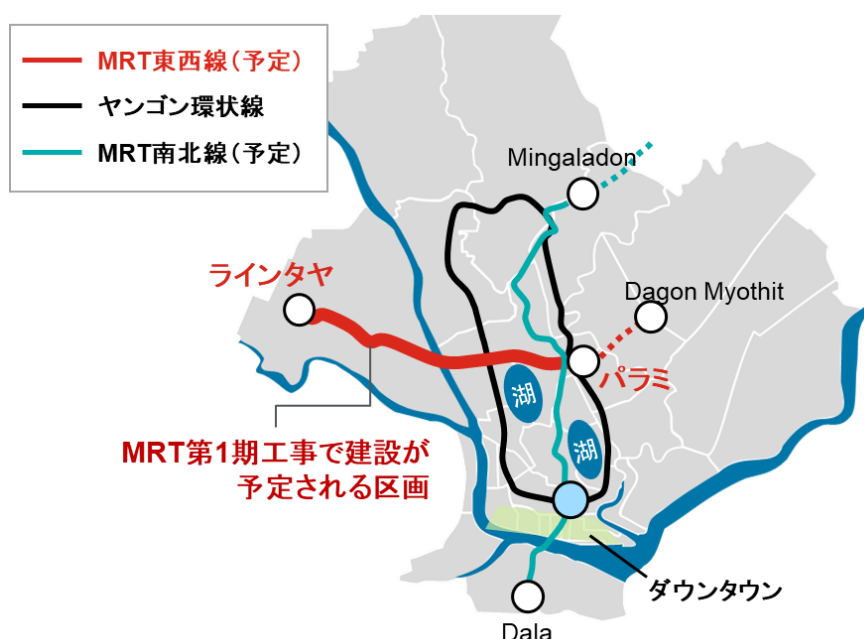 MRT東西線(予定)
ヤンゴン環状線
MRT南北線(予定)
Mingaladon
ラインタヤ
Dagon Myothit
パラミ
湖
湖
MRT第1期工事で建設が
予定される区画
ダウンタウン
Dala